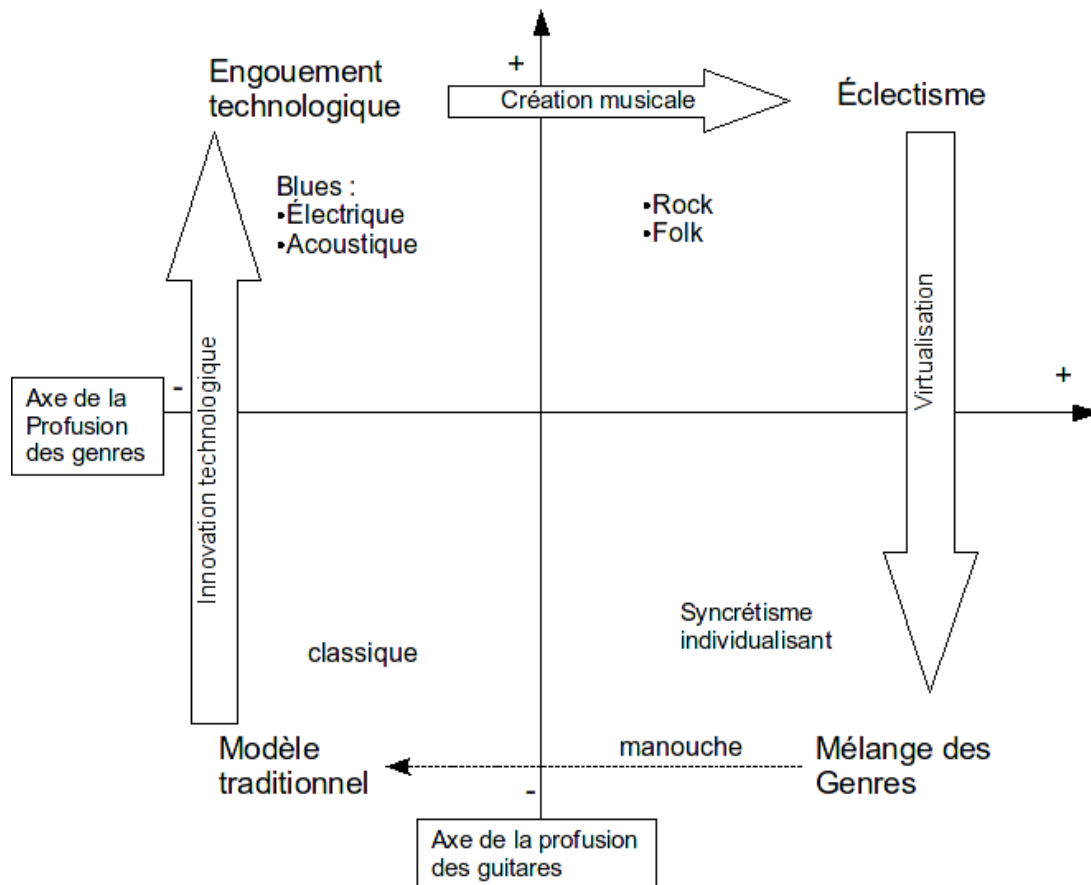 Engouement
technologique
+
Création musicale
Éclectisme
Blues :
•Électrique
•Acoustique
•Rock
•Folk
Innovation technologique
Virtualisation
Axe de la
Profusion
des genres
-
+
classique
Syncrétisme
individualisant
Modèle
traditionnel
manouche
Mélange des
Genres
-
Axe de la profusion
des guitares